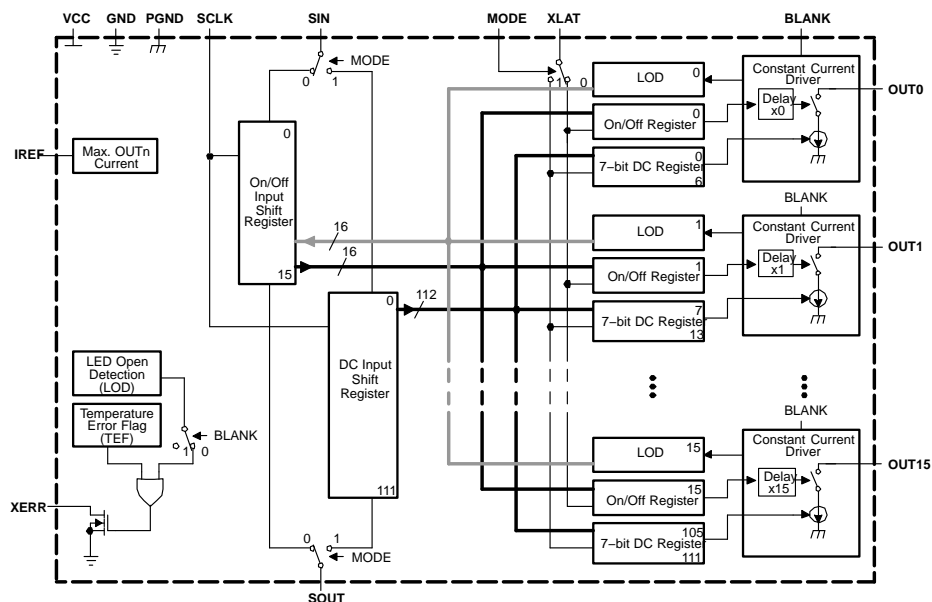 VCC GND PGND SCLK SIN MODE XLAT BLANK
MODE
0 1
1 0
LOD
0
Constant Current
Driver
Delay
x0
OUT0
On/Off Register
0
7–bit DC Register
0
6
IREF
Max. OUTn
Current
0
On/Off
Input
Shift
Register
15
16
16
BLANK
LOD
1
Constant Current
Driver
Delay
x1
OUT1
On/Off Register
1
7–bit DC Register
7
13
0
112
DC Input
Shift
Register
111
LED Open
Detection
(LOD)
Temperature
Error Flag
(TEF)
BLANK
1 0
XERR
BLANK
LOD
15
Constant Current
Driver
Delay
x15
OUT15
On/Off Register
15
7–bit DC Register
105
111
0 1
MODE
SOUT